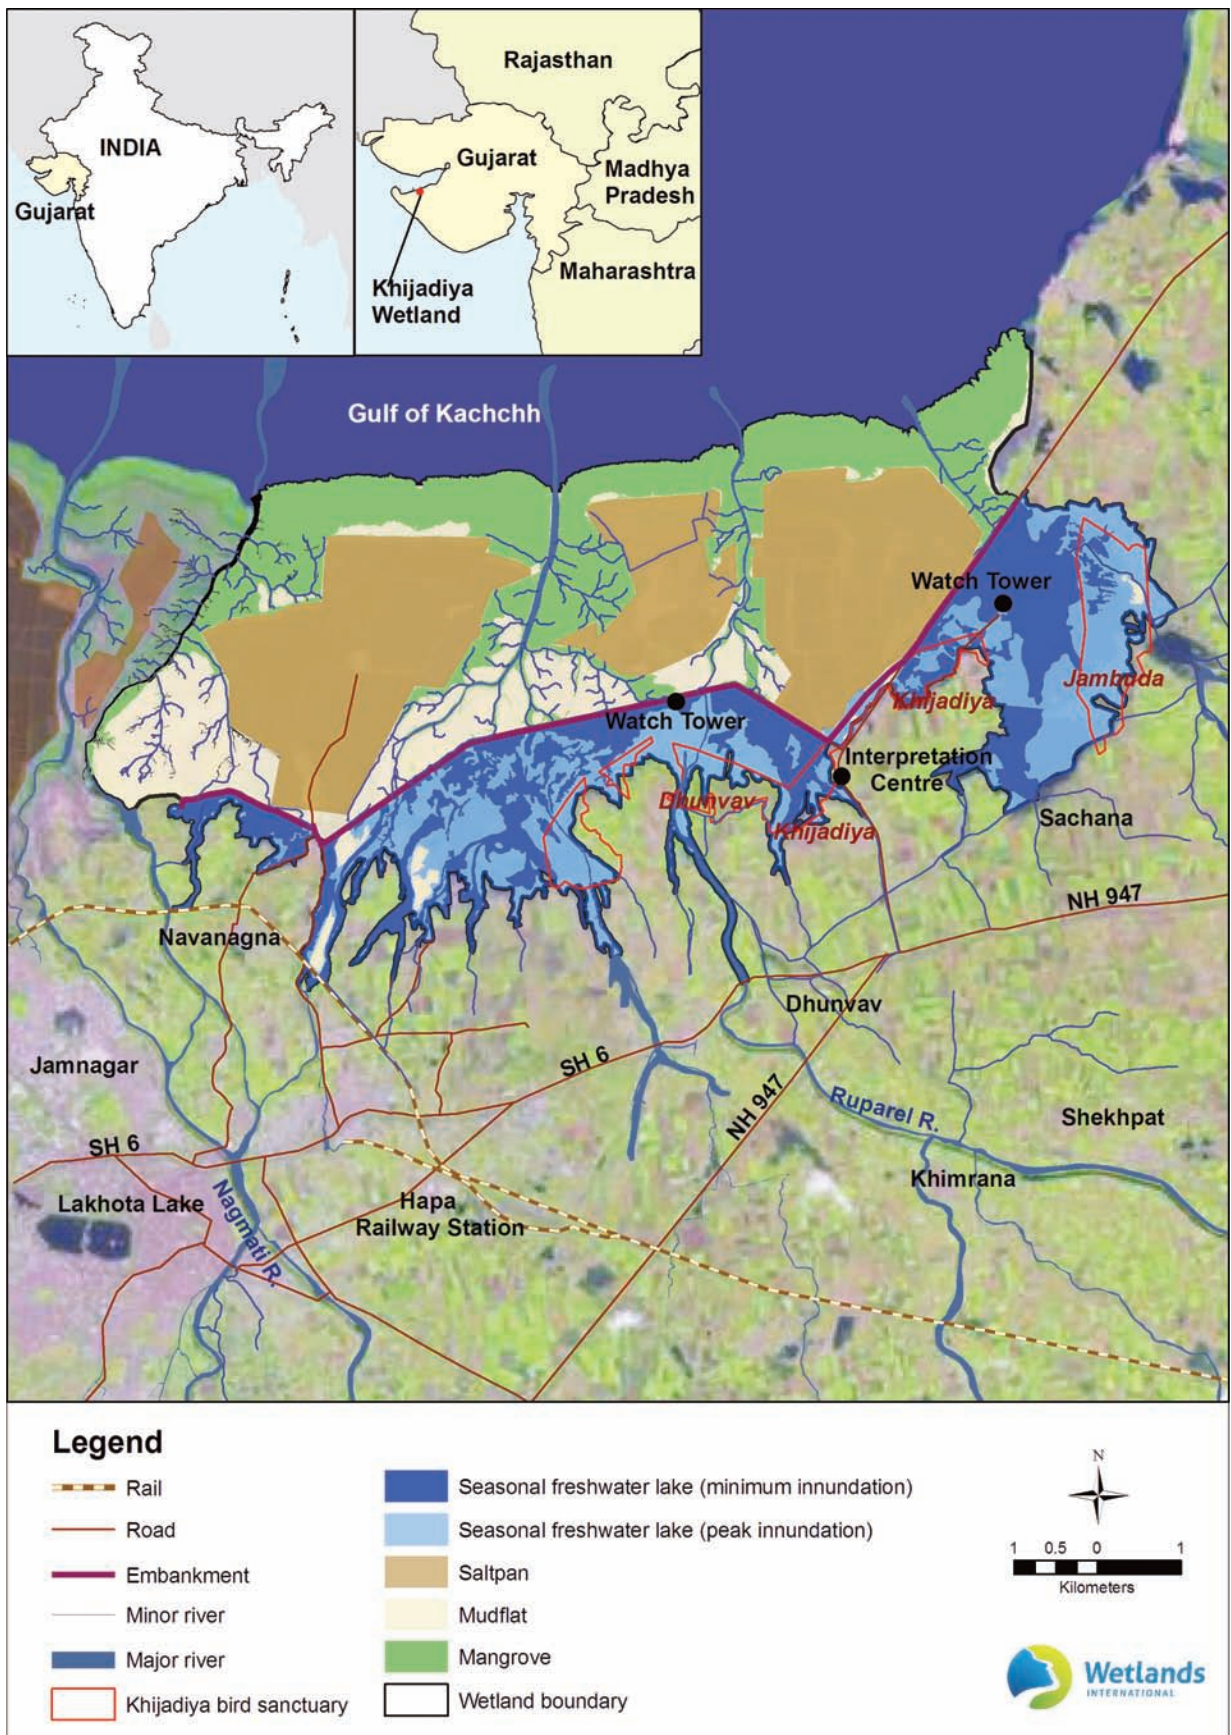 INDIA
Gujarat
Rajasthan
Gujarat
Madhya
Pradesh
Maharashtra
Khijadiya
Wetland
Gulf of Kachchh
Watch Tower
Jambuda
Khijadiya
Watch Tower
Interpretation
Centre
Dhunvav
Khijadiya
Sachana
NH 947
Navanagna
Dhunvav
Jamnagar
SH 6
NH 947
Ruparel R.
Shekhpat
SH 6
Khimrana
Lakhota Lake
Nagmati R.
Hapa
Railway Station
Legend
Rail
Road
Embankment
Minor river
Major river
Khijadiya bird sanctuary
Seasonal freshwater lake (minimum innundation)
Seasonal freshwater lake (peak innundation)
Saltpan
Mudflat
Mangrove
Wetland boundary
N
1 0.5 0 1
Kilometers
Wetlands
INTERNATIONAL